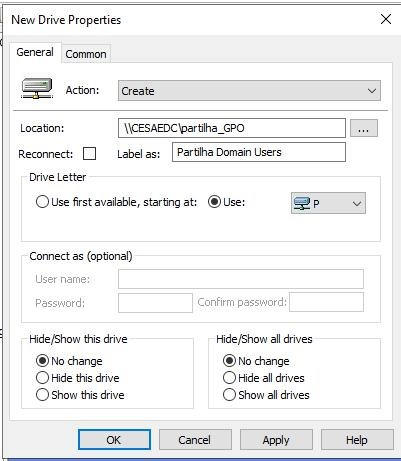 New Drive Properties
General Common
Action: Create
Location: \\CESAEDC\partilha_GPO ...
Reconnect: Label as: Partilha Domain Users
Drive Letter
Use first available, starting at: Use: P
Connect as (optional)
User name:
Password: Confirm password:
Hide/Show this drive Hide/Show all drives
No change No change
Hide this drive Hide all drives
Show this drive Show all drives
OK Cancel Apply Help